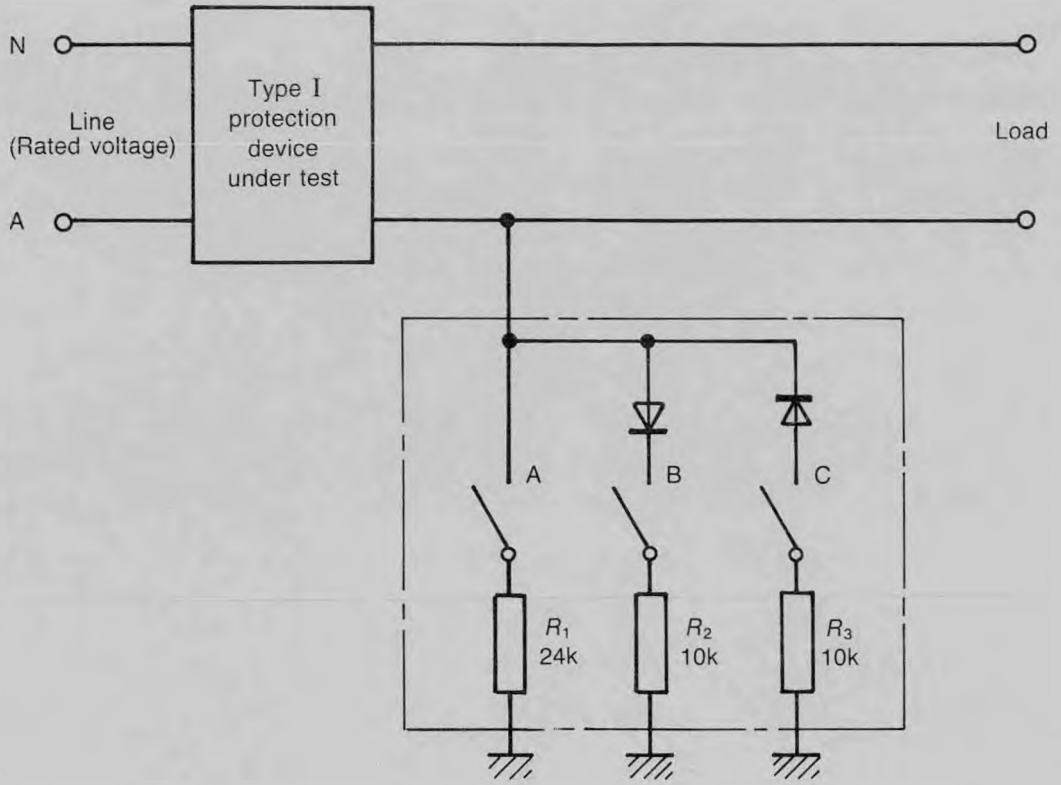 N
Type I
protection
device
under test
Line
(Rated voltage)
Load
A
A
B
C
R₁
24k
R₂
10k
R₃
10k